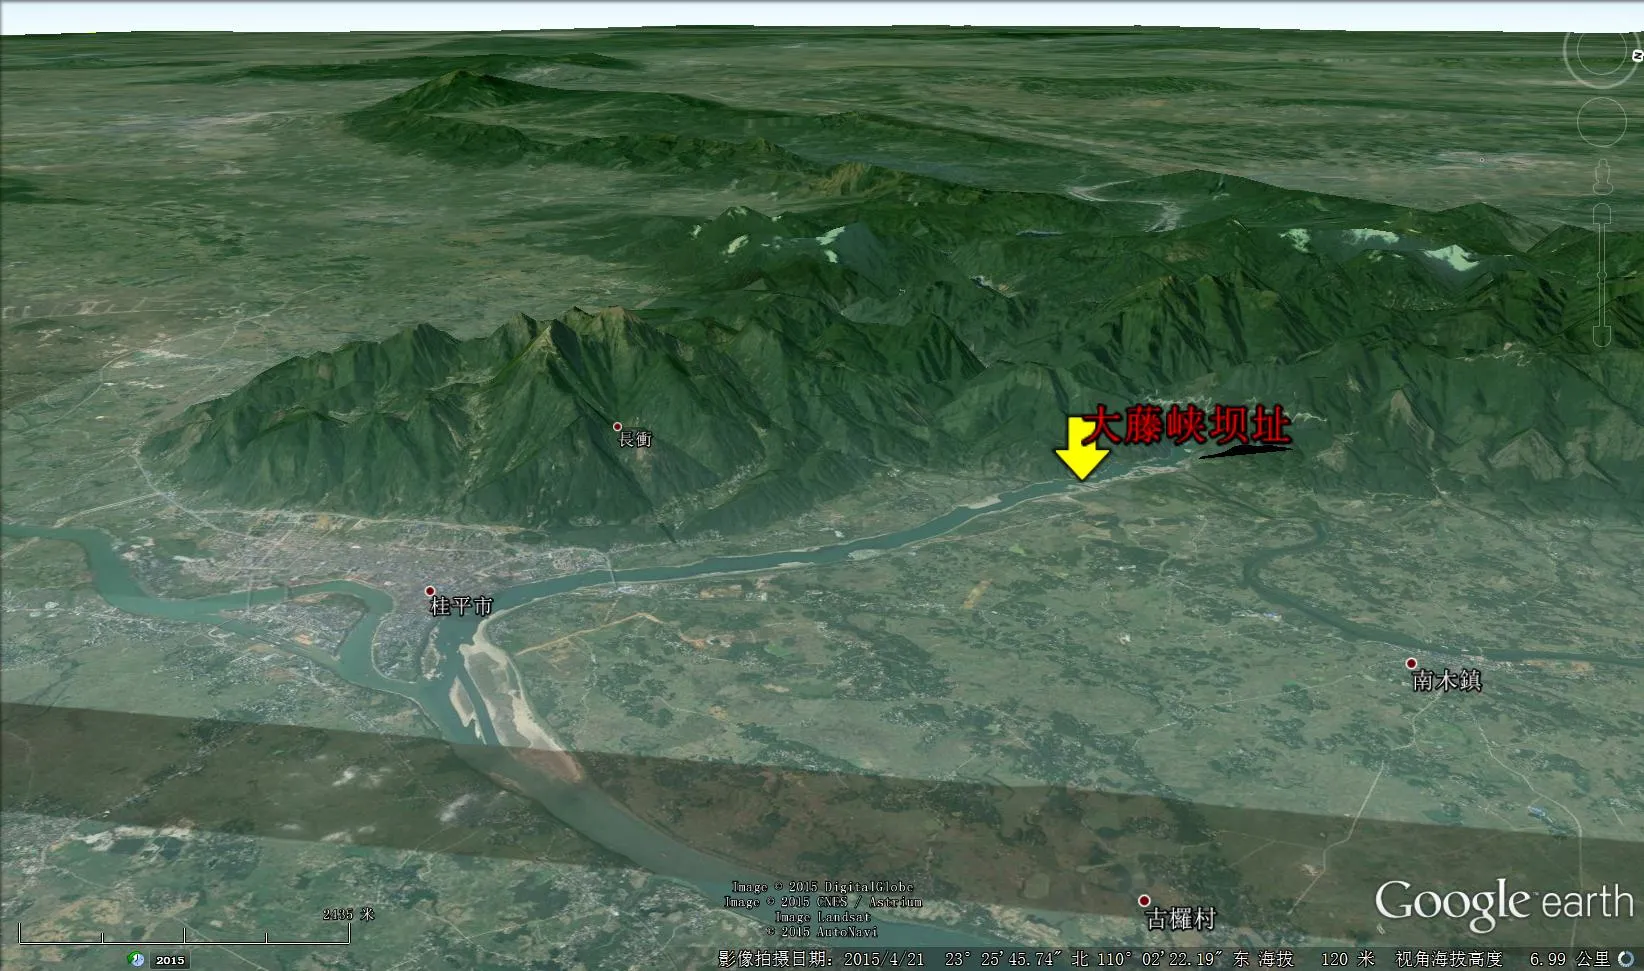 N
大藤峡坝址
長衝
桂平市
南木鎮
古欏村
Image © 2015 DigitalGlobe
Image © 2015 CNES / Astrium
Image Landsat
© 2015 AutoNavi
Google earth
2435 米
2015
影像拍摄日期: 2015/4/21 23° 25'45.74" 北 110° 02'22.19" 东 海拔 120 米 视角海拔高度 6.99 公里